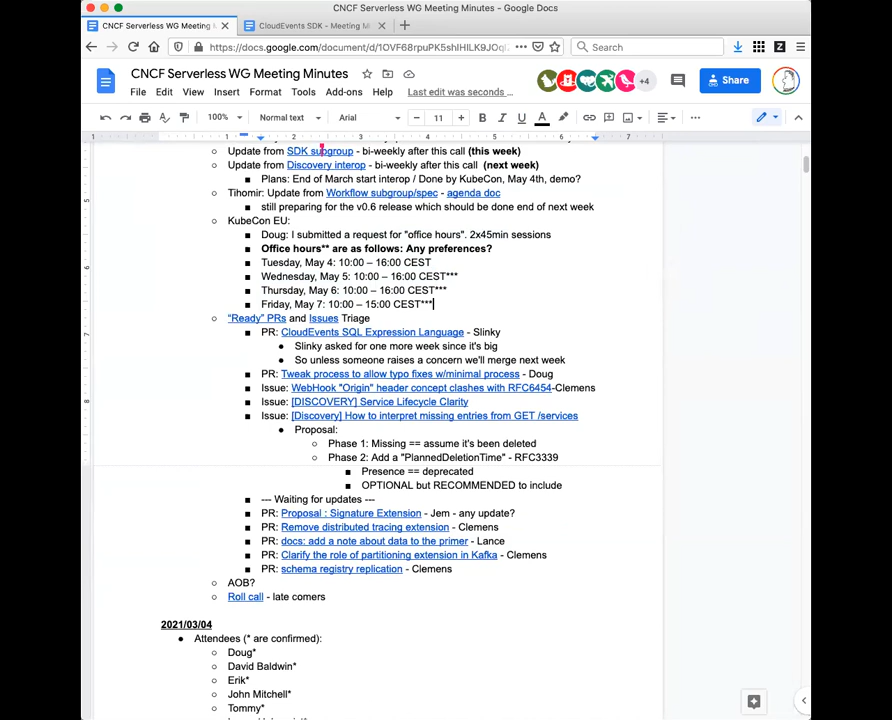 CNCF Serverless WG Meeting Minutes - Google Docs
CNCF Serverless WG Meeting
CloudEvents SDK - Meeting M
https://docs.google.com/document/d/1OVF68rpuPK5shIHILK9JOql
Search
CNCF Serverless WG Meeting Minutes
File Edit View Insert Format Tools Add-ons Help Last edit was seconds ...
+4
Share
100% Normal text Arial 11 B I U A
1 1 2 3 4 5 6 7
Update from SDK subgroup - bi-weekly after this call (this week)
Update from Discovery interop - bi-weekly after this call (next week)
Plans: End of March start interop / Done by KubeCon, May 4th, demo?
Tihomir: Update from Workflow subgroup/spec - agenda doc
still preparing for the v0.6 release which should be done end of next week
KubeCon EU:
Doug: I submitted a request for "office hours". 2x45min sessions
Office hours** are as follows: Any preferences?
Tuesday, May 4: 10:00 – 16:00 CEST
Wednesday, May 5: 10:00 – 16:00 CEST***
Thursday, May 6: 10:00 – 16:00 CEST***
Friday, May 7: 10:00 – 15:00 CEST***
"Ready" PRs and Issues Triage
PR: CloudEvents SQL Expression Language - Slinky
Slinky asked for one more week since it's big
So unless someone raises a concern we'll merge next week
PR: Tweak process to allow typo fixes w/minimal process - Doug
Issue: WebHook "Origin" header concept clashes with RFC6454-Clemens
Issue: [DISCOVERY] Service Lifecycle Clarity
Issue: [Discovery] How to interpret missing entries from GET /services
Proposal:
Phase 1: Missing == assume it's been deleted
Phase 2: Add a "PlannedDeletionTime" - RFC3339
Presence == deprecated
OPTIONAL but RECOMMENDED to include
--- Waiting for updates ---
PR: Proposal : Signature Extension - Jem - any update?
PR: Remove distributed tracing extension - Clemens
PR: docs: add a note about data to the primer - Lance
PR: Clarify the role of partitioning extension in Kafka - Clemens
PR: schema registry replication - Clemens
AOB?
Roll call - late comers
2021/03/04
Attendees (* are confirmed):
Doug*
David Baldwin*
Erik*
John Mitchell*
Tommy*